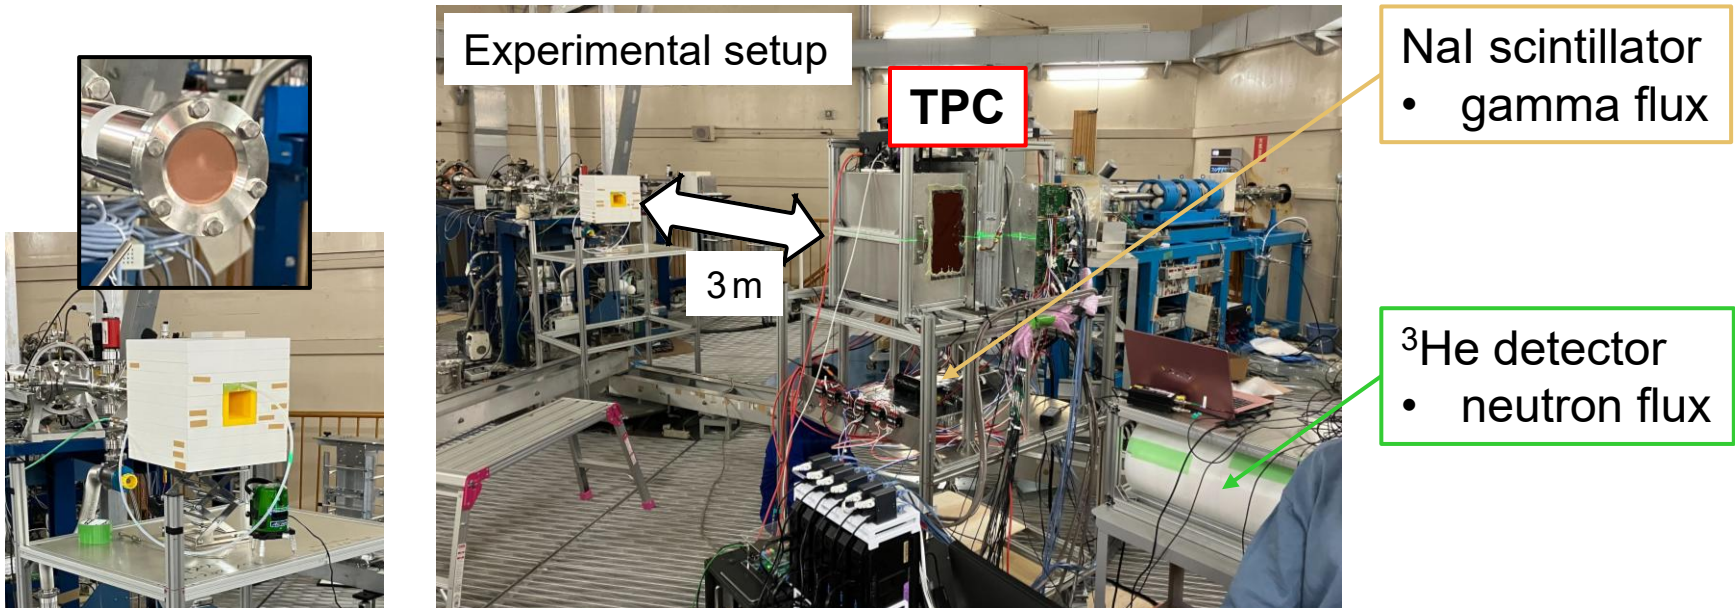 Experimental setup
TPC
3 m
NaI scintillator
• gamma flux
³He detector
• neutron flux